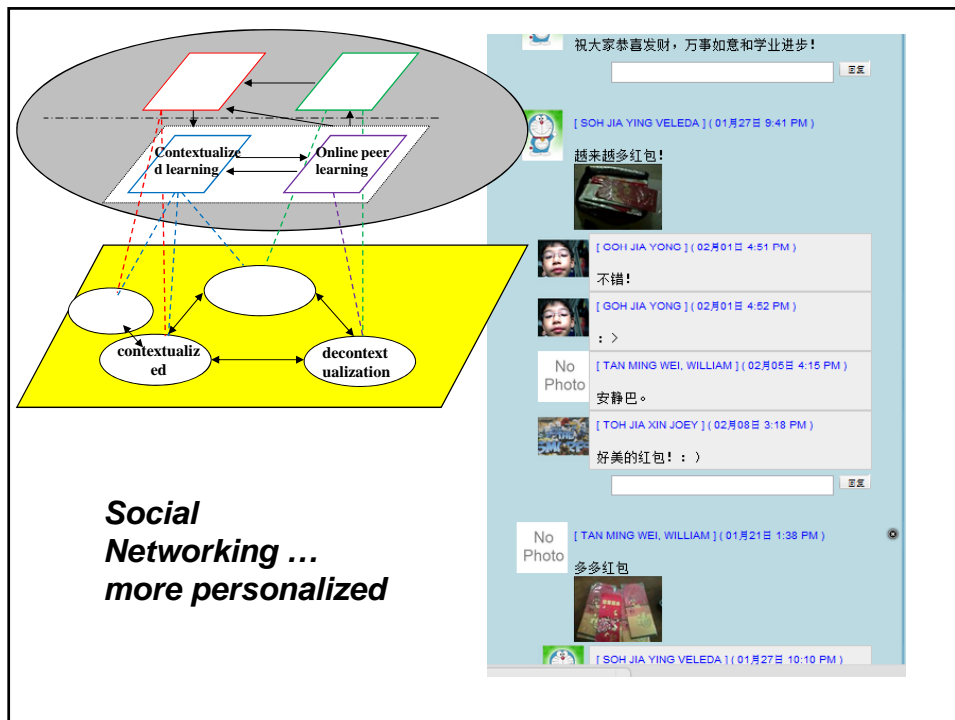 Contextualize
d learning
Online peer
learning
contextualiz
ed
decontext
ualization
Social
Networking …
more personalized
祝大家恭喜发财，万事如意和学业进步！
回复
[ SOH JIA YING VELEDA ] ( 01月27日 9:41 PM )
越来越多红包！
[ GOH JIA YONG ] ( 02月01日 4:51 PM )
不错！
[ GOH JIA YONG ] ( 02月01日 4:52 PM )
：＞
No
Photo
[ TAN MING WEI, WILLIAM ] ( 02月05日 4:15 PM )
安静巴。
[ TOH JIA XIN JOEY ] ( 02月08日 3:18 PM )
好美的红包！：）
回复
No
Photo
[ TAN MING WEI, WILLIAM ] ( 01月21日 1:38 PM )
多多红包
[ SOH JIA YING VELEDA ] ( 01月27日 10:10 PM )